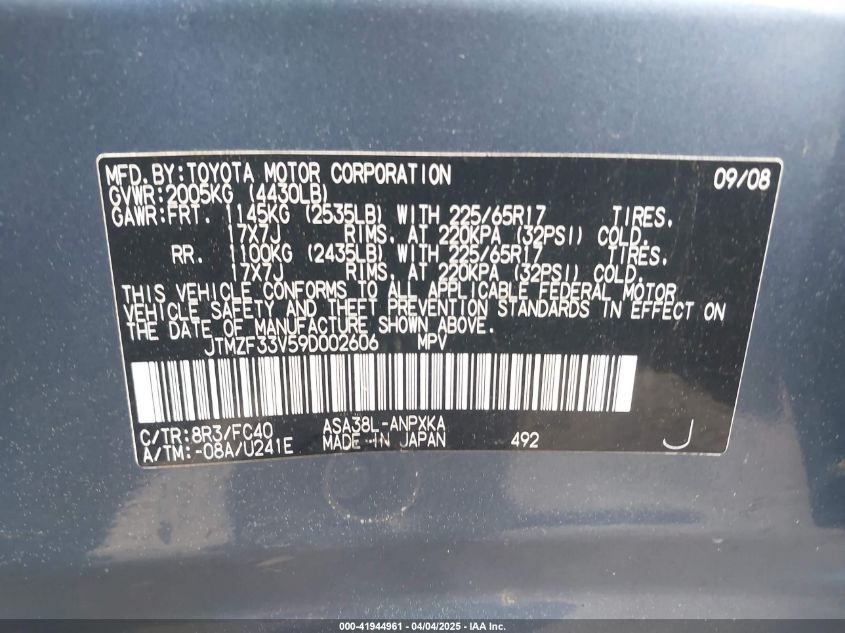 MFD. BY: TOYOTA MOTOR CORPORATION 09/08
GVWR: 2005KG (4430LB)
GAWR: FRT. 1145KG (2535LB) WITH 225/65R17 TIRES.
17X7J RIMS. AT 220KPA (32PSI) COLD.
RR. 1100KG (2435LB) WITH 225/65R17 TIRES.
17X7J RIMS. AT 220KPA (32PSI) COLD.
THIS VEHICLE CONFORMS TO ALL APPLICABLE FEDERAL MOTOR
VEHICLE SAFETY AND THEFT PREVENTION STANDARDS IN EFFECT ON
THE DATE OF MANUFACTURE SHOWN ABOVE.
JTMZF33V59D002606 MPV
C/TR: 8R3/FC40 ASA38L-ANPXKA
A/TM: -08A/U241E MADE IN JAPAN 492 J
000-41944961 - 04/04/2025 - IAA Inc.